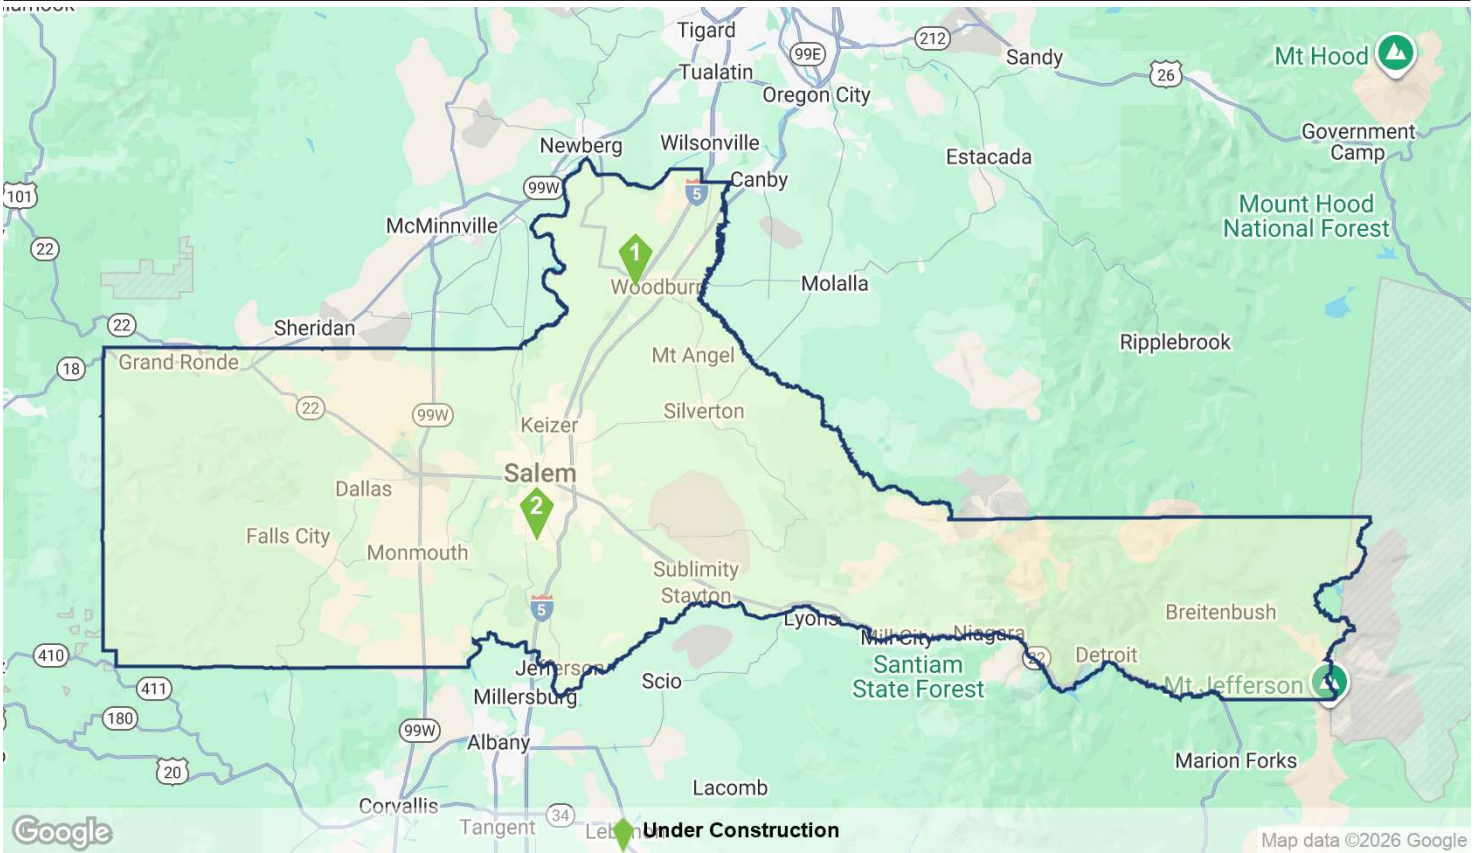 Tigard
212
99E
Sandy
Mt Hood
Tualatin
26
Oregon City
Government
Camp
Newberg
Wilsonville
Estacada
99W
5
Canby
101
Mount Hood
National Forest
McMinnville
22
1
Woodburn
Molalla
22
Sheridan
Ripplebrook
18
Grand Ronde
Mt Angel
22
99W
Keizer
Silverton
Salem
Dallas
2
Falls City
Monmouth
Sublimity
Stayton
5
Lyons
Breitenbush
Mill City
Niagara
410
Jefferson
Santiam
State Forest
22
Detroit
Mt Jefferson
411
Millersburg
Scio
180
99W
Albany
20
Marion Forks
Lacomb
Corvallis
34
Tangent
Under Construction
Google
Map data ©2026 Google